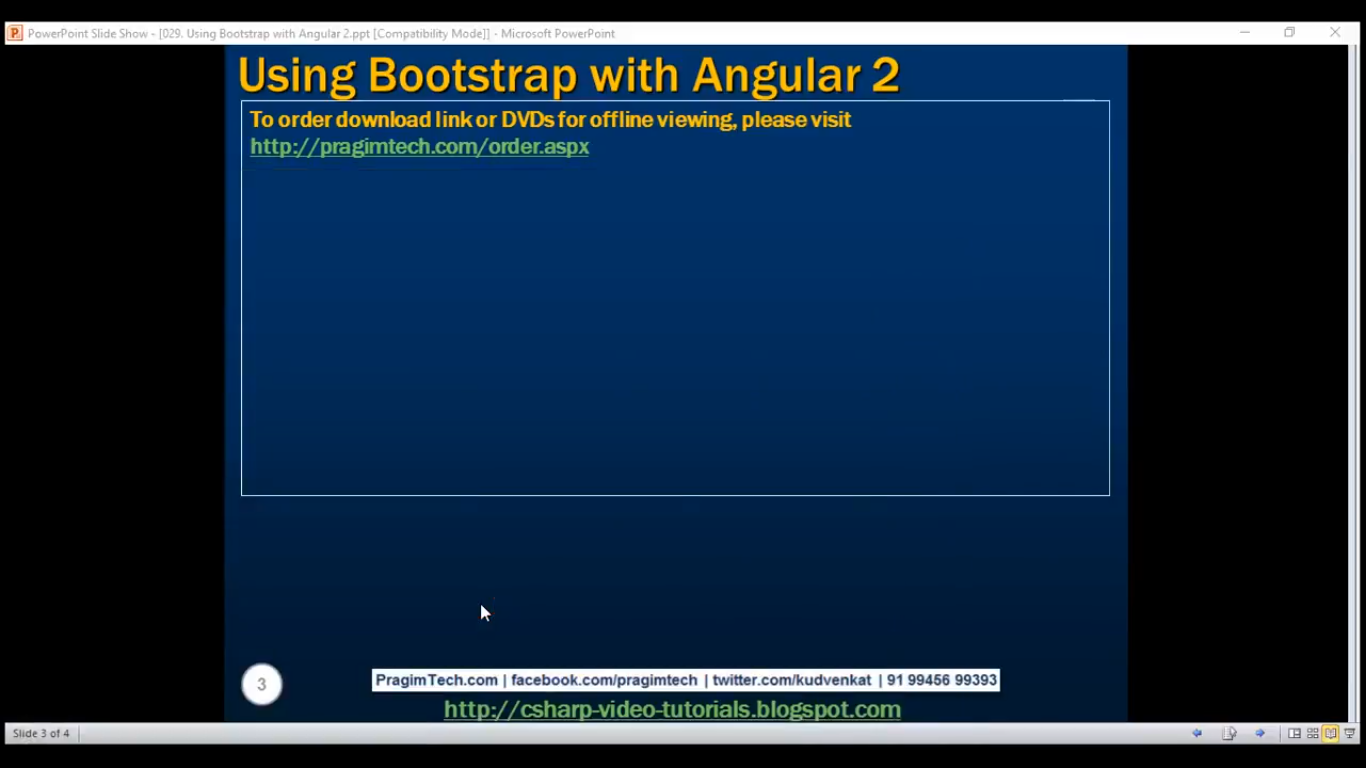 PowerPoint Slide Show - [029. Using Bootstrap with Angular 2.ppt [Compatibility Mode]] - Microsoft PowerPoint
Using Bootstrap with Angular 2
To order download link or DVDs for offline viewing, please visit
http://pragimtech.com/order.aspx
3
PragimTech.com | facebook.com/pragimtech | twitter.com/kudvenkat | 91 99456 99393
http://csharp-video-tutorials.blogspot.com
Slide 3 of 4